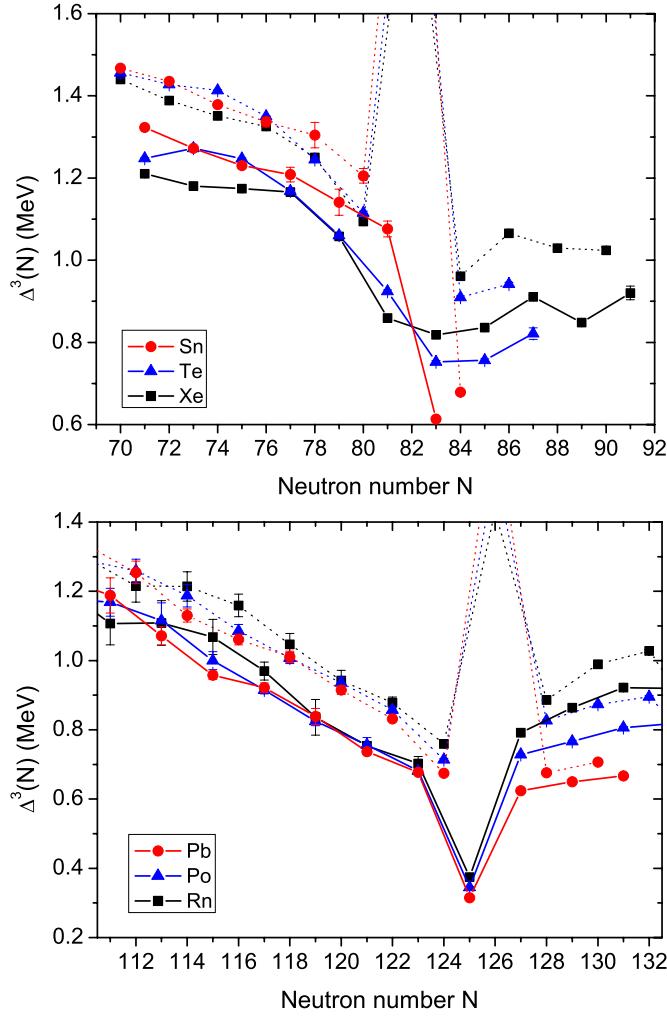 1.6
1.4
1.2
1.0
0.8
0.6
Δ³(N) (MeV)
Sn
Te
Xe
70 72 74 76 78 80 82 84 86 88 90 92
Neutron number N
1.4
1.2
1.0
0.8
0.6
0.4
0.2
Δ³(N) (MeV)
Pb
Po
Rn
112 114 116 118 120 122 124 126 128 130 132
Neutron number N